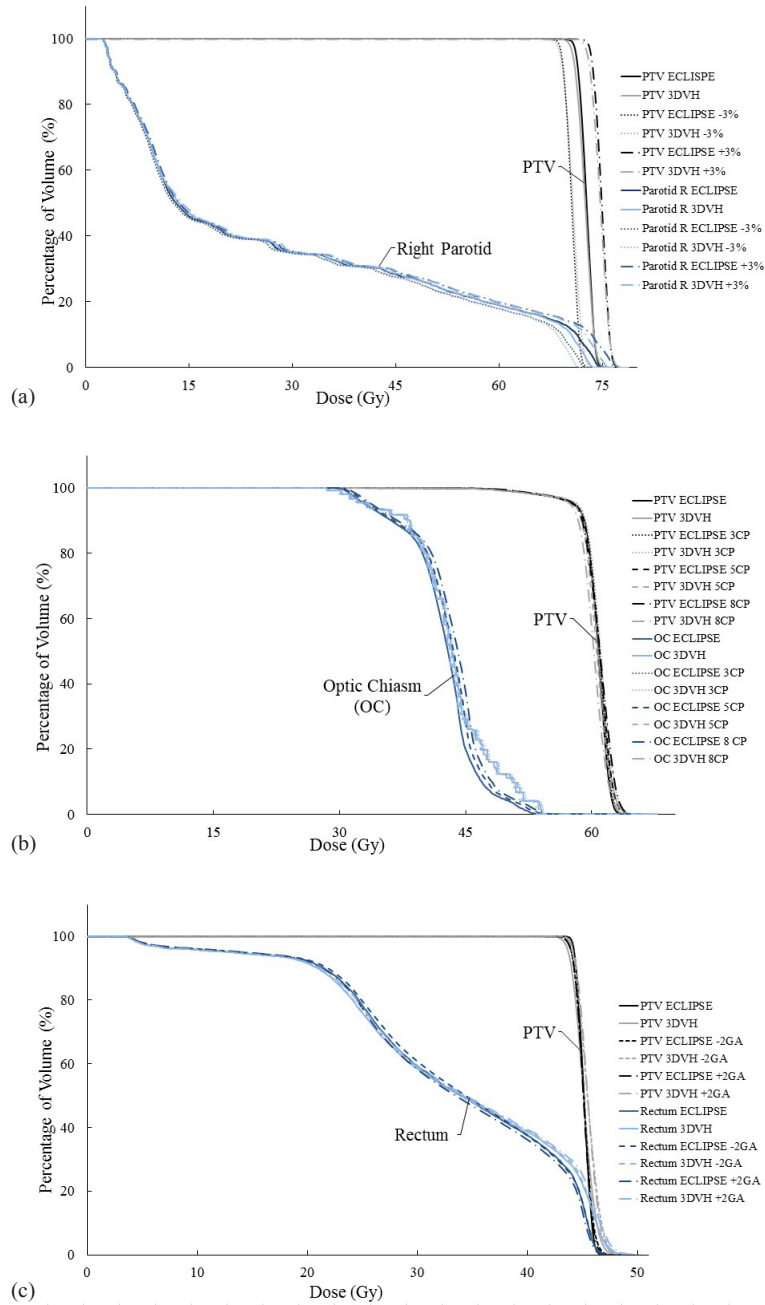 100
80
60
40
20
0
Percentage of Volume (%)
0 15 30 45 60 75
Dose (Gy)
PTV
Right Parotid
PTV ECLISPE
PTV 3DVH
PTV ECLIPSE -3%
PTV 3DVH -3%
PTV ECLIPSE +3%
PTV 3DVH +3%
Parotid R ECLIPSE
Parotid R 3DVH
Parotid R ECLIPSE -3%
Parotid R 3DVH -3%
Parotid R ECLIPSE +3%
Parotid R 3DVH +3%
(a)
100
80
60
40
20
0
Percentage of Volume (%)
0 15 30 45 60
Dose (Gy)
PTV
Optic Chiasm
(OC)
PTV ECLIPSE
PTV 3DVH
PTV ECLIPSE 3CP
PTV 3DVH 3CP
PTV ECLIPSE 5CP
PTV 3DVH 5CP
PTV ECLIPSE 8CP
PTV 3DVH 8CP
OC ECLIPSE
OC 3DVH
OC ECLIPSE 3CP
OC 3DVH 3CP
OC ECLIPSE 5CP
OC 3DVH 5CP
OC ECLIPSE 8 CP
OC 3DVH 8CP
(b)
100
80
60
40
20
0
Percentage of Volume (%)
0 10 20 30 40 50
Dose (Gy)
PTV
Rectum
PTV ECLIPSE
PTV 3DVH
PTV ECLIPSE -2GA
PTV 3DVH -2GA
PTV ECLIPSE +2GA
PTV 3DVH +2GA
Rectum ECLIPSE
Rectum 3DVH
Rectum ECLIPSE -2GA
Rectum 3DVH -2GA
Rectum ECLIPSE +2GA
Rectum 3DVH +2GA
(c)